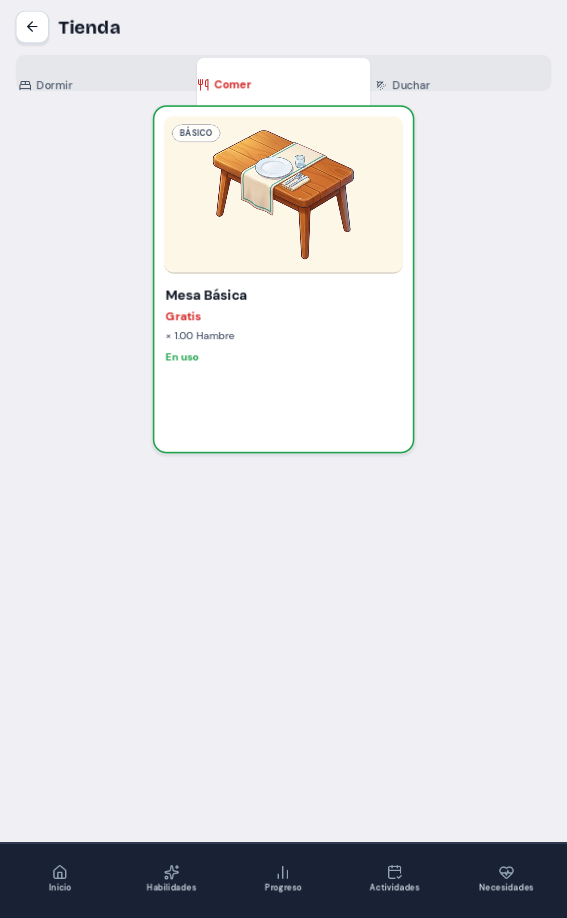 Tienda
Dormir
Comer
Duchar
BÁSICO
Mesa Básica
Gratis
× 1.00 Hambre
En uso
Inicio
Habilidades
Progreso
Actividades
Necesidades